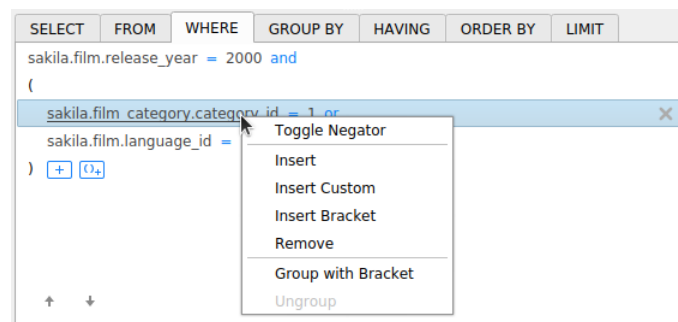 SELECT FROM WHERE GROUP BY HAVING ORDER BY LIMIT
sakila.film.release_year = 2000 and
(
sakila.film_category.category_id = 1 or
sakila.film.language_id =
)
Toggle Negator
Insert
Insert Custom
Insert Bracket
Remove
Group with Bracket
Ungroup